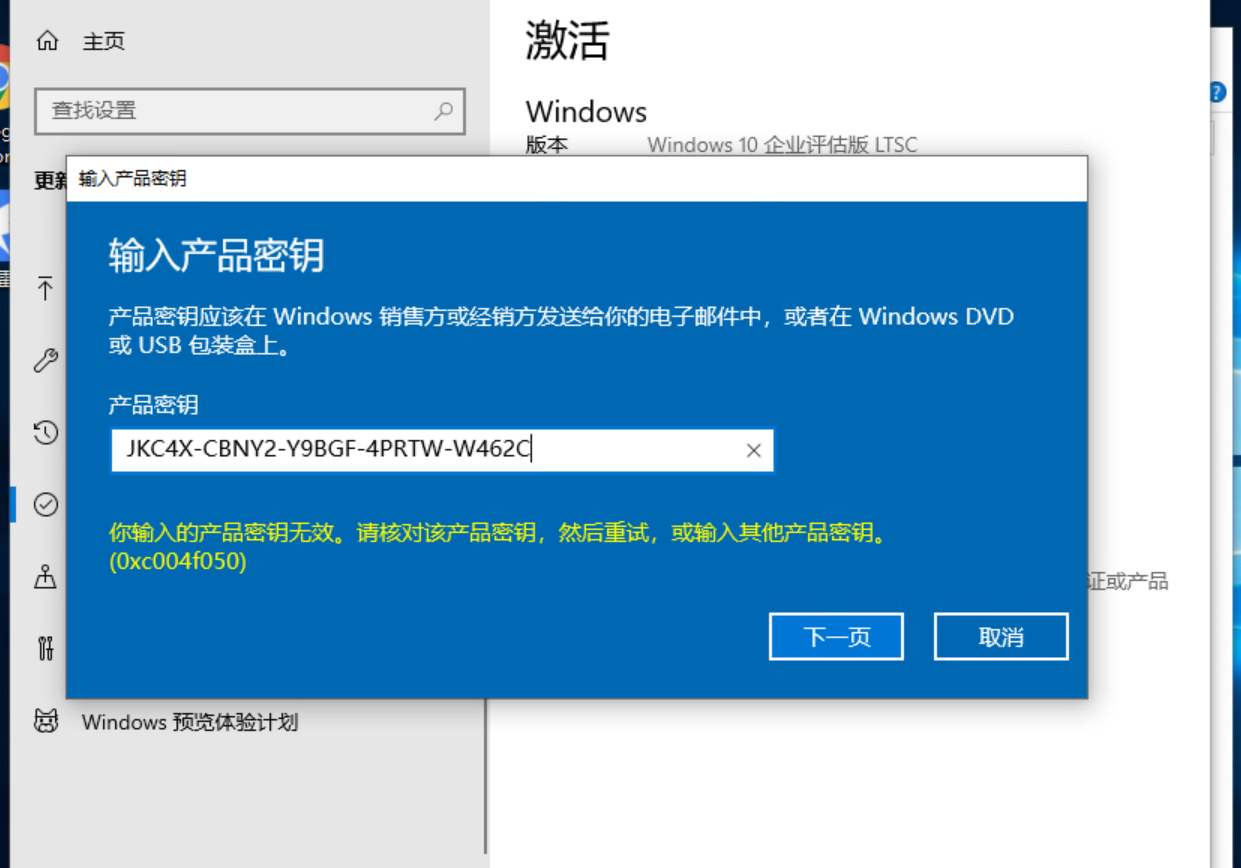 主页
查找设置
更新
激活
Windows
版本 Windows 10 企业评估版 LTSC
输入产品密钥
输入产品密钥
产品密钥应该在 Windows 销售方或经销方发送给你的电子邮件中，或者在 Windows DVD
或 USB 包装盒上。
产品密钥
JKC4X-CBNY2-Y9BGF-4PRTW-W462C
你输入的产品密钥无效。请核对该产品密钥，然后重试，或输入其他产品密钥。
(0xc004f050)
证或产品
下一页 取消
Windows 预览体验计划